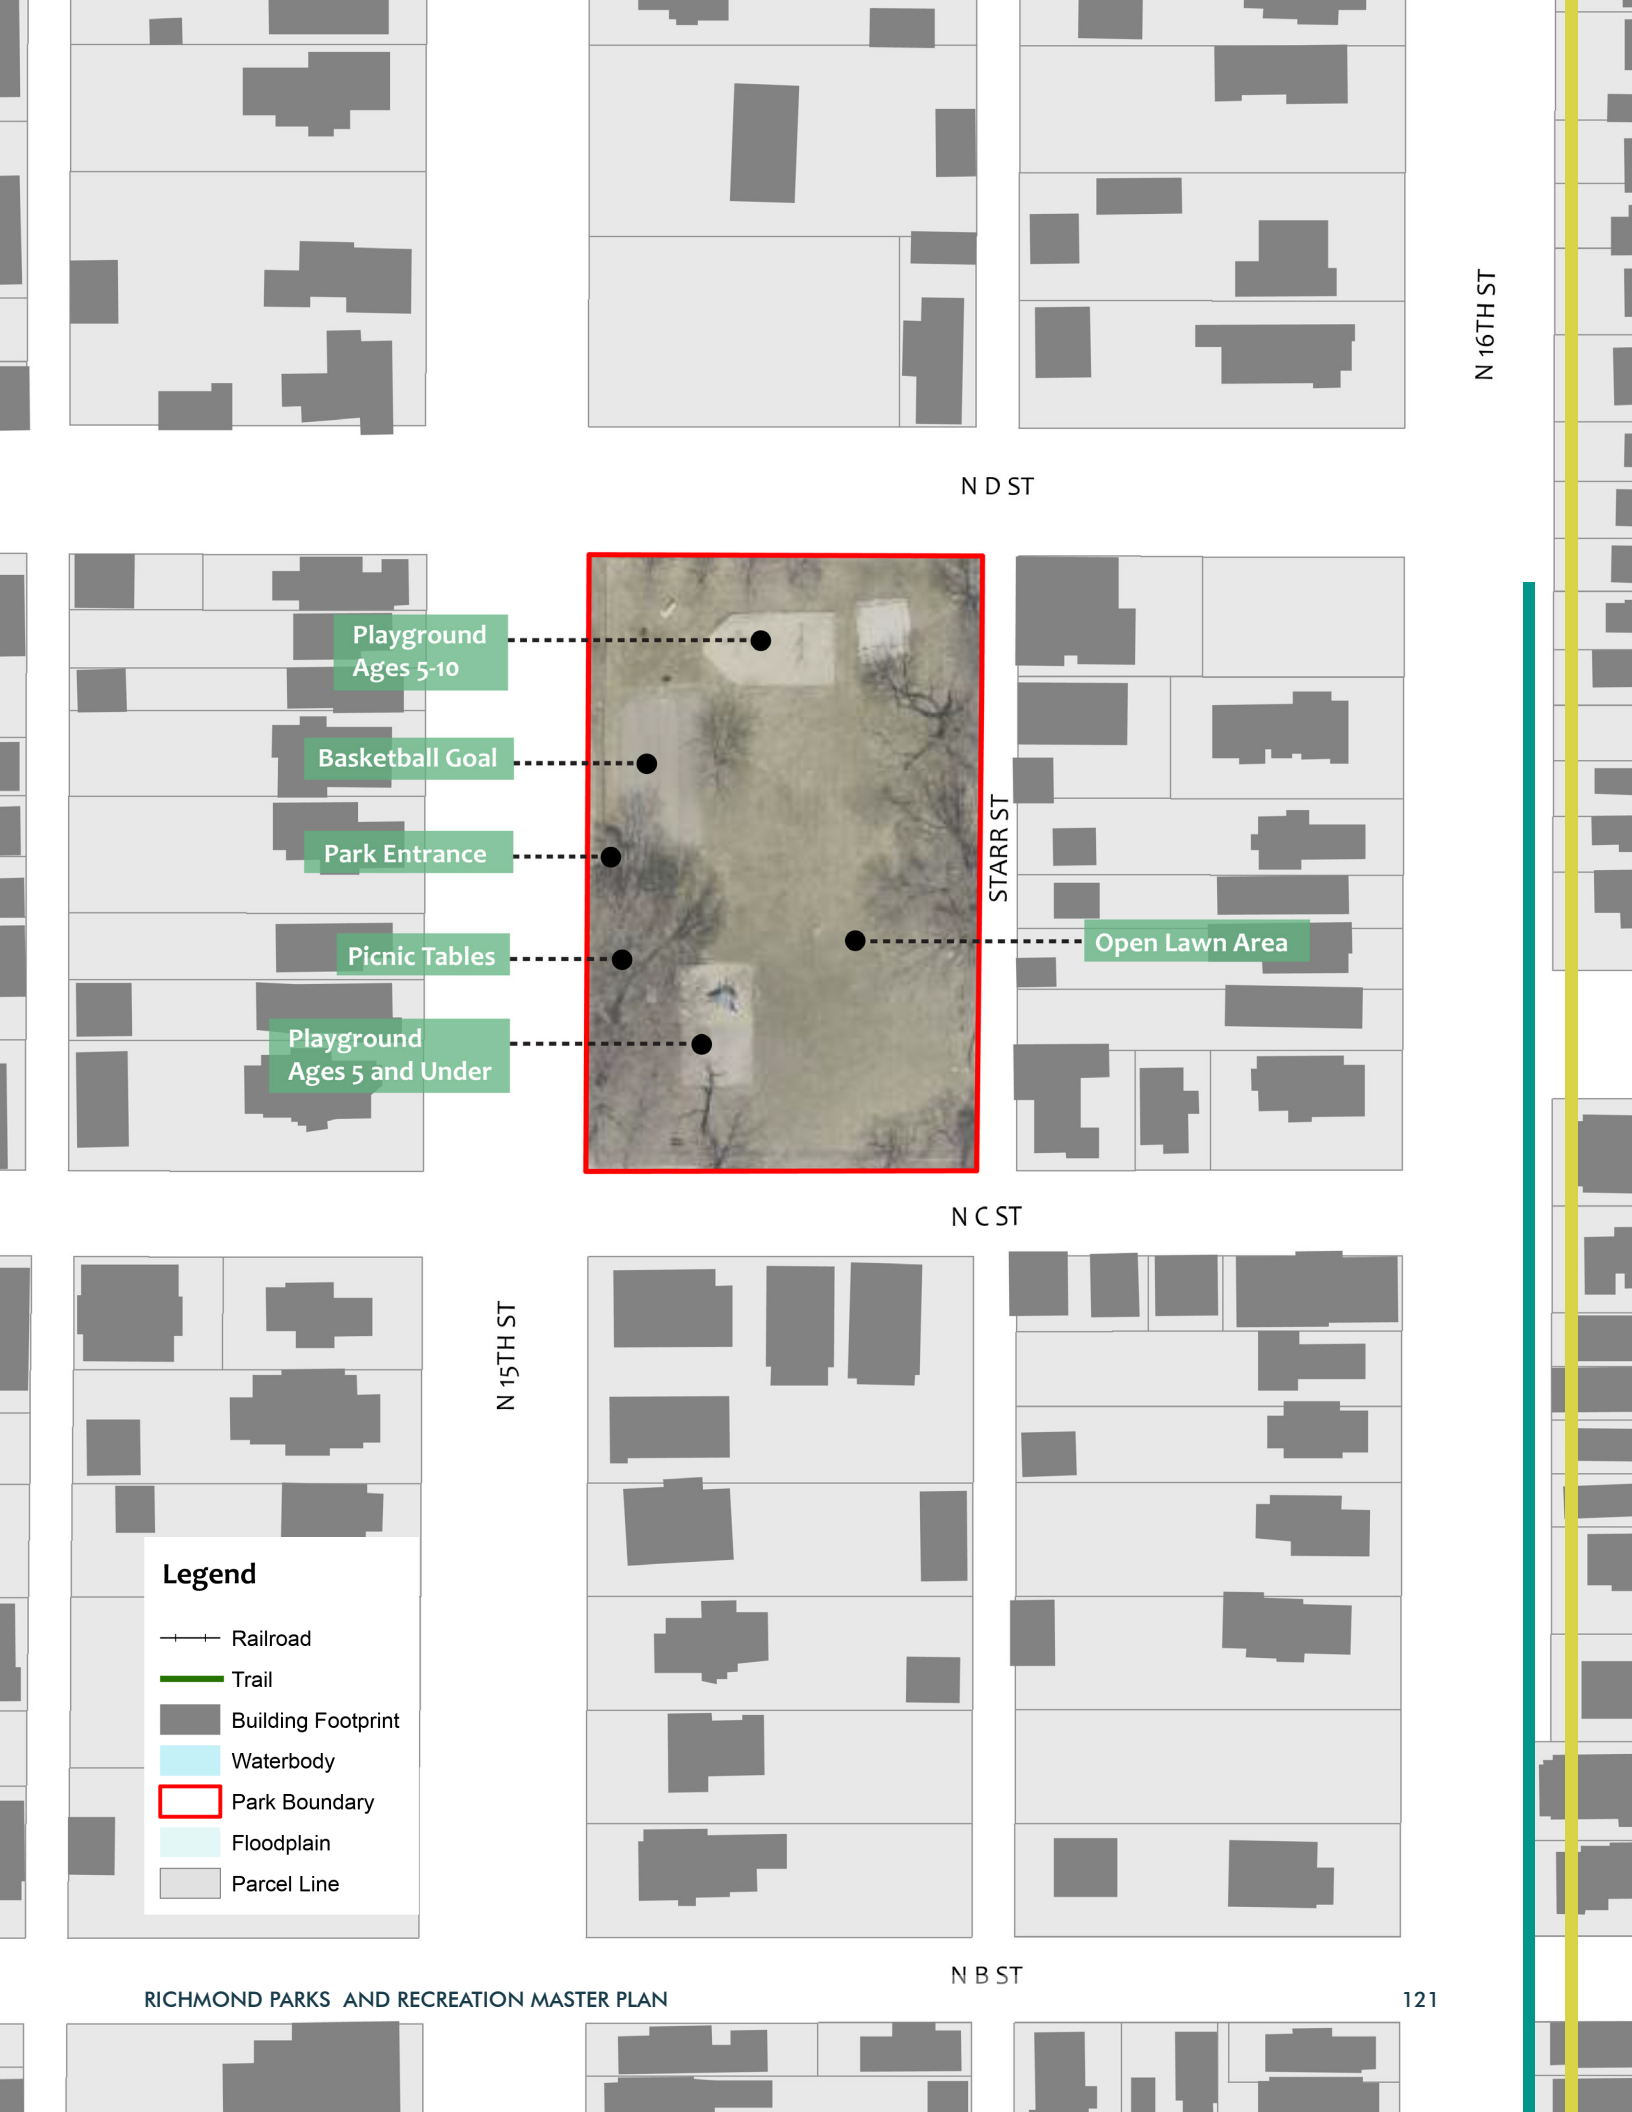 N 16TH ST
N D ST
Playground
Ages 5-10
Basketball Goal
STARR ST
Park Entrance
Open Lawn Area
Picnic Tables
Playground
Ages 5 and Under
N C ST
N 15TH ST
Legend
Railroad
Trail
Building Footprint
Waterbody
Park Boundary
Floodplain
Parcel Line
N B ST
RICHMOND PARKS AND RECREATION MASTER PLAN
121